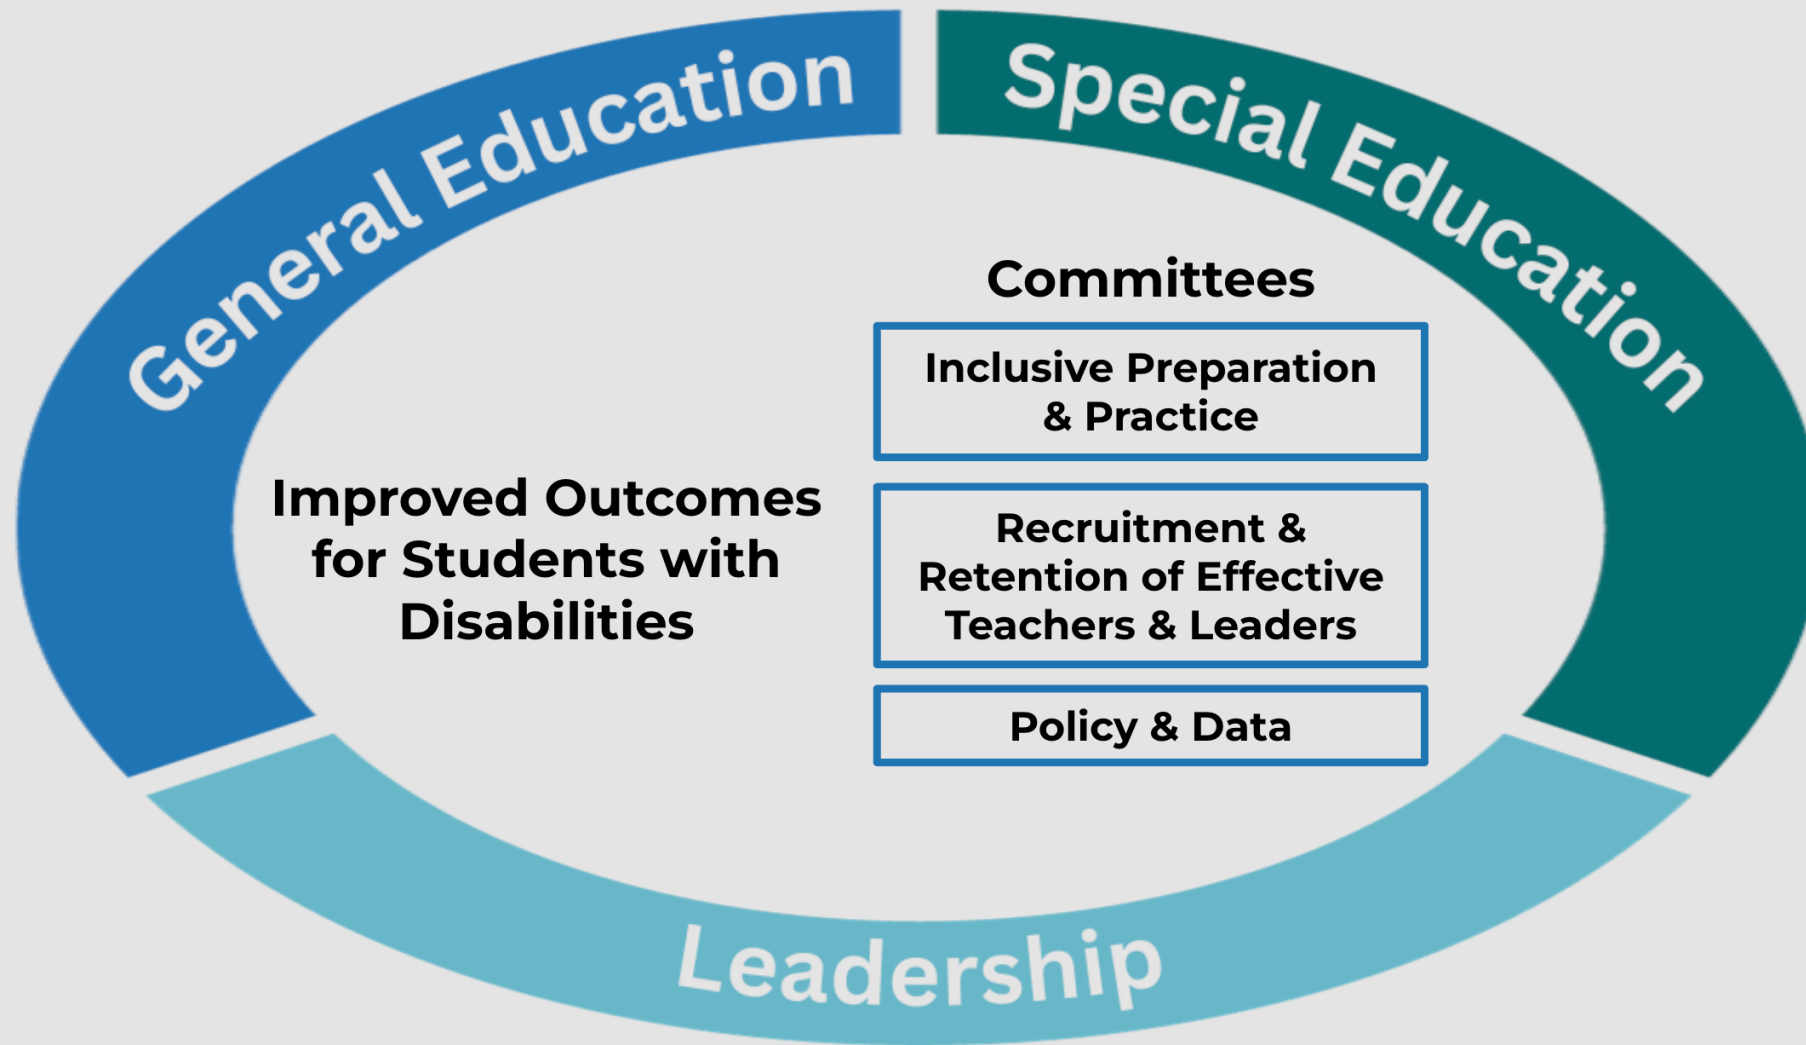 General Education
Special Education
Committees
Inclusive Preparation
& Practice
Improved Outcomes
for Students with
Disabilities
Recruitment &
Retention of Effective
Teachers & Leaders
Policy & Data
Leadership